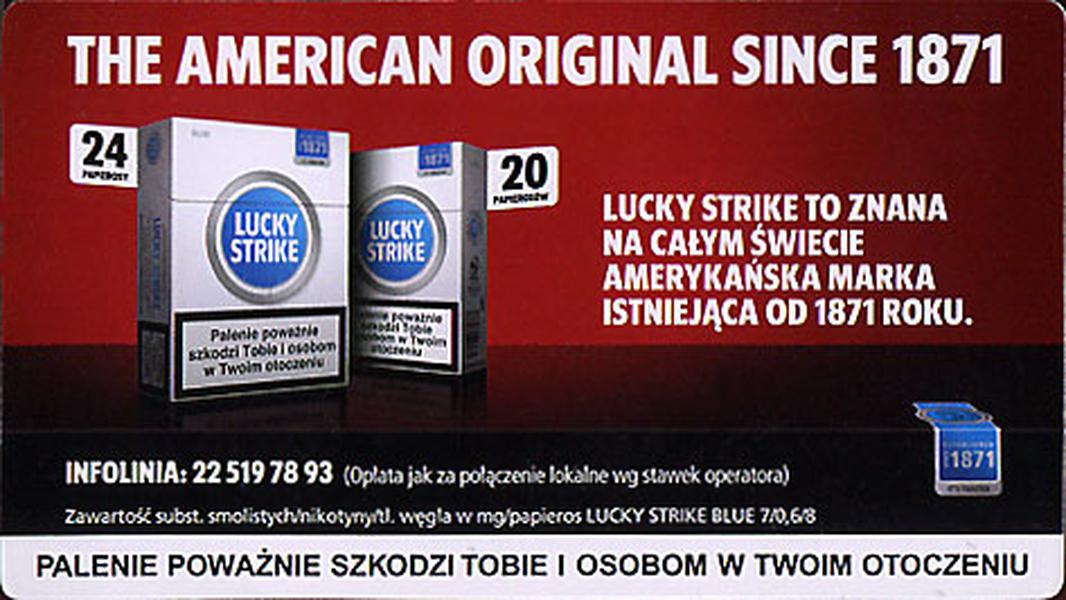 THE AMERICAN ORIGINAL SINCE 1871
24
PAPIEROSY
BLUE
1871
LUCKY
STRIKE
Palenie poważnie
szkodzi Tobie i osobom
w Twoim otoczeniu
1871
LUCKY
STRIKE
poważnie
szkodzi Tobie
osobom w Twoim
otoczeniu
20
PAPIEROSÓW
LUCKY STRIKE TO ZNANA
NA CAŁYM ŚWIECIE
AMERYKAŃSKA MARKA
ISTNIEJĄCA OD 1871 ROKU.
1871
INFOLINIA: 22 519 78 93 (Opłata jak za połączenie lokalne wg stawek operatora)
Zawartość subst. smolistych/nikotyny/tl. węgla w mg/papieros LUCKY STRIKE BLUE 7/0,6/8
PALENIE POWAŻNIE SZKODZI TOBIE I OSOBOM W TWOIM OTOCZENIU